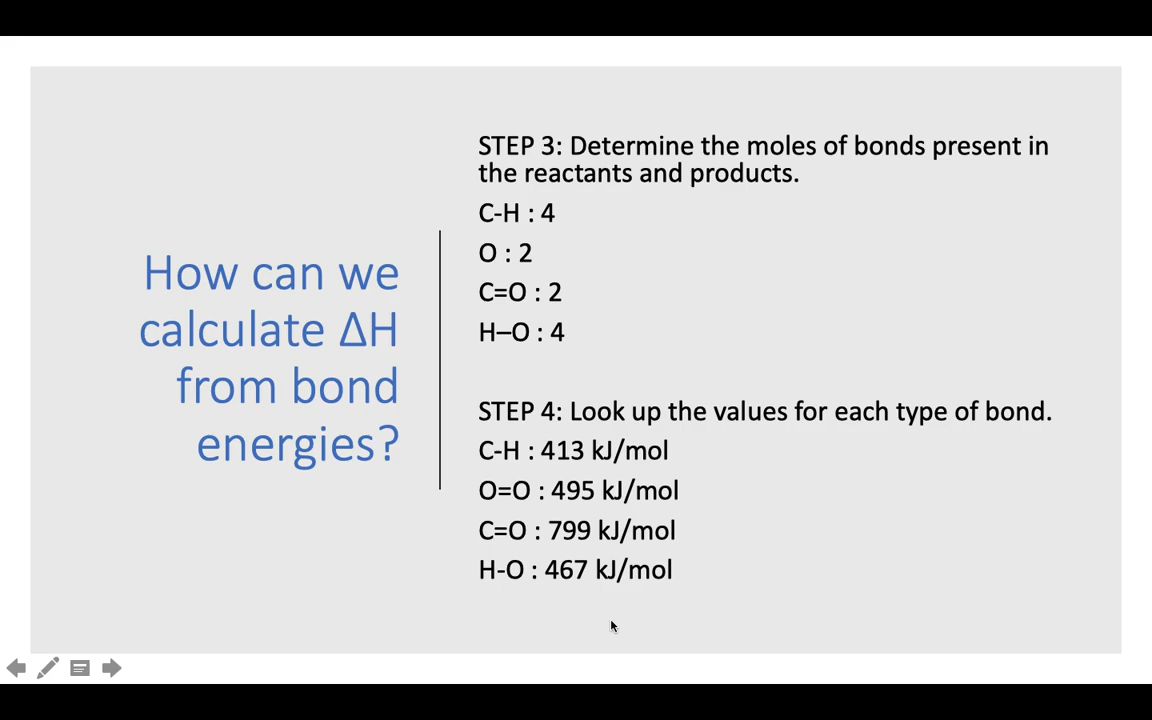 How can we
calculate ΔH
from bond
energies?
STEP 3: Determine the moles of bonds present in
the reactants and products.
C-H : 4
O : 2
C=O : 2
H–O : 4
STEP 4: Look up the values for each type of bond.
C-H : 413 kJ/mol
O=O : 495 kJ/mol
C=O : 799 kJ/mol
H-O : 467 kJ/mol